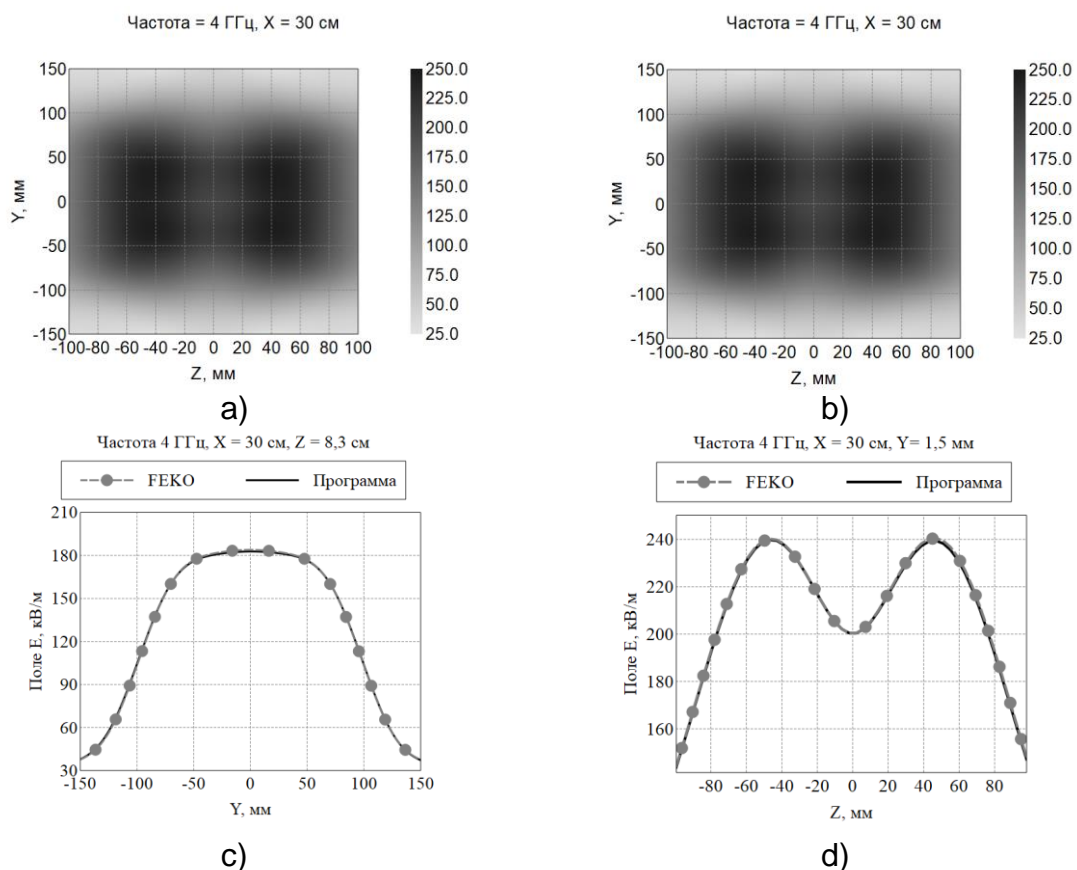 Частота = 4 ГГц, X = 30 см
150
100
50
0
-50
-100
-150
Y, мм
-100-80 -60 -40 -20 0 20 40 60 80 100
Z, мм
250.0
225.0
200.0
175.0
150.0
125.0
100.0
75.0
50.0
25.0
a)
Частота = 4 ГГц, X = 30 см
150
100
50
0
-50
-100
-150
Y, мм
-100-80 -60 -40 -20 0 20 40 60 80 100
Z, мм
250.0
225.0
200.0
175.0
150.0
125.0
100.0
75.0
50.0
25.0
b)
Частота 4 ГГц, X = 30 см, Z = 8,3 см
FEKO Программа
210
180
150
120
90
60
30
Поле E, кВ/м
-150 -100 -50 0 50 100 150
Y, мм
c)
Частота 4 ГГц, X = 30 см, Y= 1,5 мм
FEKO Программа
240
220
200
180
160
Поле E, кВ/м
-80 -60 -40 -20 0 20 40 60 80
Z, мм
d)